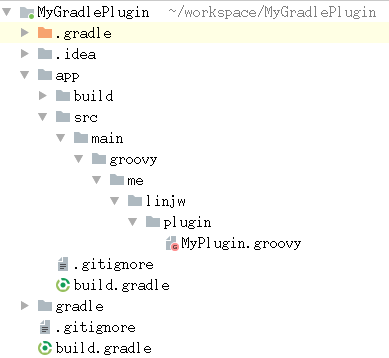 MyGradlePlugin ~/workspace/MyGradlePlugin
.gradle
.idea
app
build
src
main
groovy
me
linjw
plugin
MyPlugin.groovy
.gitignore
build.gradle
gradle
.gitignore
build.gradle